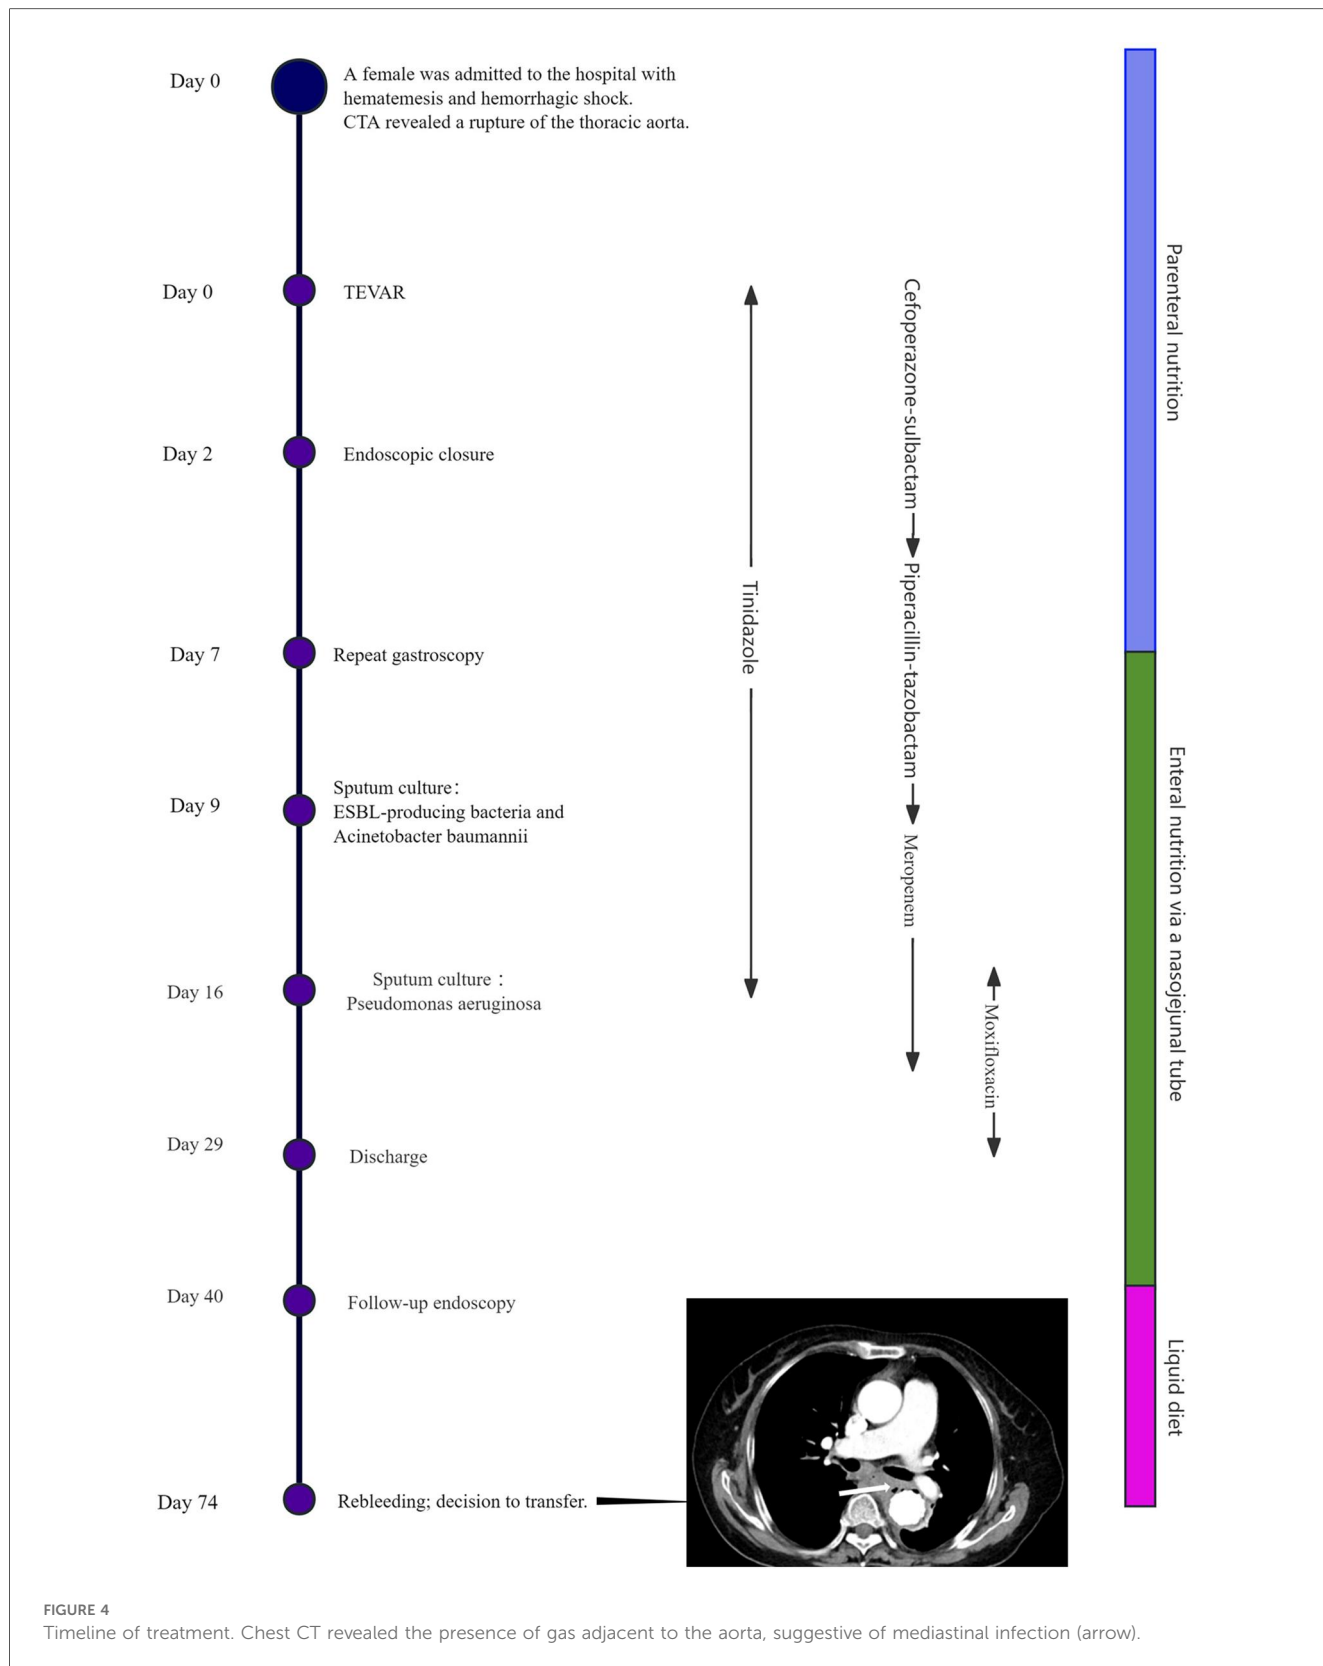 Day 0
A female was admitted to the hospital with
hematemesis and hemorrhagic shock.
CTA revealed a rupture of the thoracic aorta.
Day 0
TEVAR
Day 2
Endoscopic closure
Day 7
Repeat gastroscopy
Day 9
Sputum culture：
ESBL-producing bacteria and
Acinetobacter baumannii
Day 16
Sputum culture：
Pseudomonas aeruginosa
Day 29
Discharge
Day 40
Follow-up endoscopy
Day 74
Rebleeding; decision to transfer.
Tinidazole
Cefoperazone-sulbactam
Piperacillin-tazobactam
Meropenem
Moxifloxacin
Parenteral nutrition
Enteral nutrition via a nasojejunal tube
Liquid diet
FIGURE 4
Timeline of treatment. Chest CT revealed the presence of gas adjacent to the aorta, suggestive of mediastinal infection (arrow).